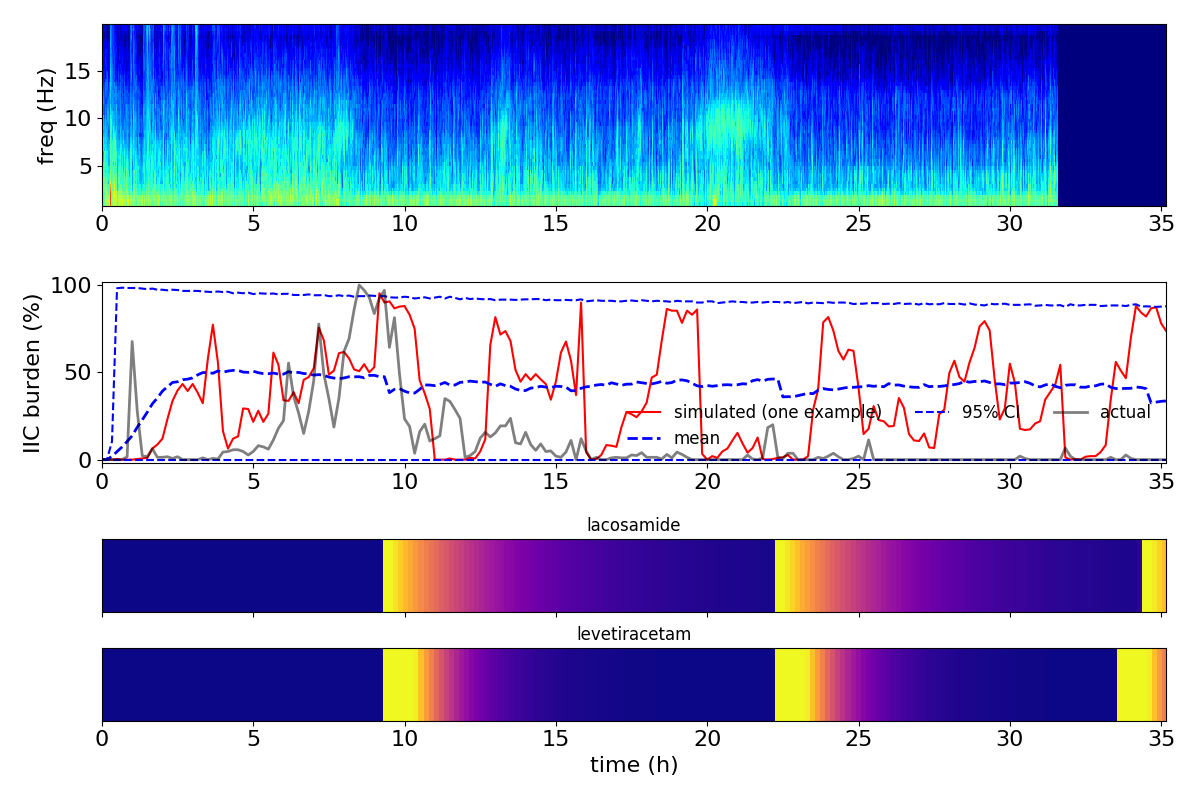 freq (Hz)
15
10
5
0 5 10 15 20 25 30 35
IIC burden (%)
100
50
0
simulated (one example) 95% CI actual
mean
0 5 10 15 20 25 30 35
lacosamide
levetiracetam
0 5 10 15 20 25 30 35
time (h)